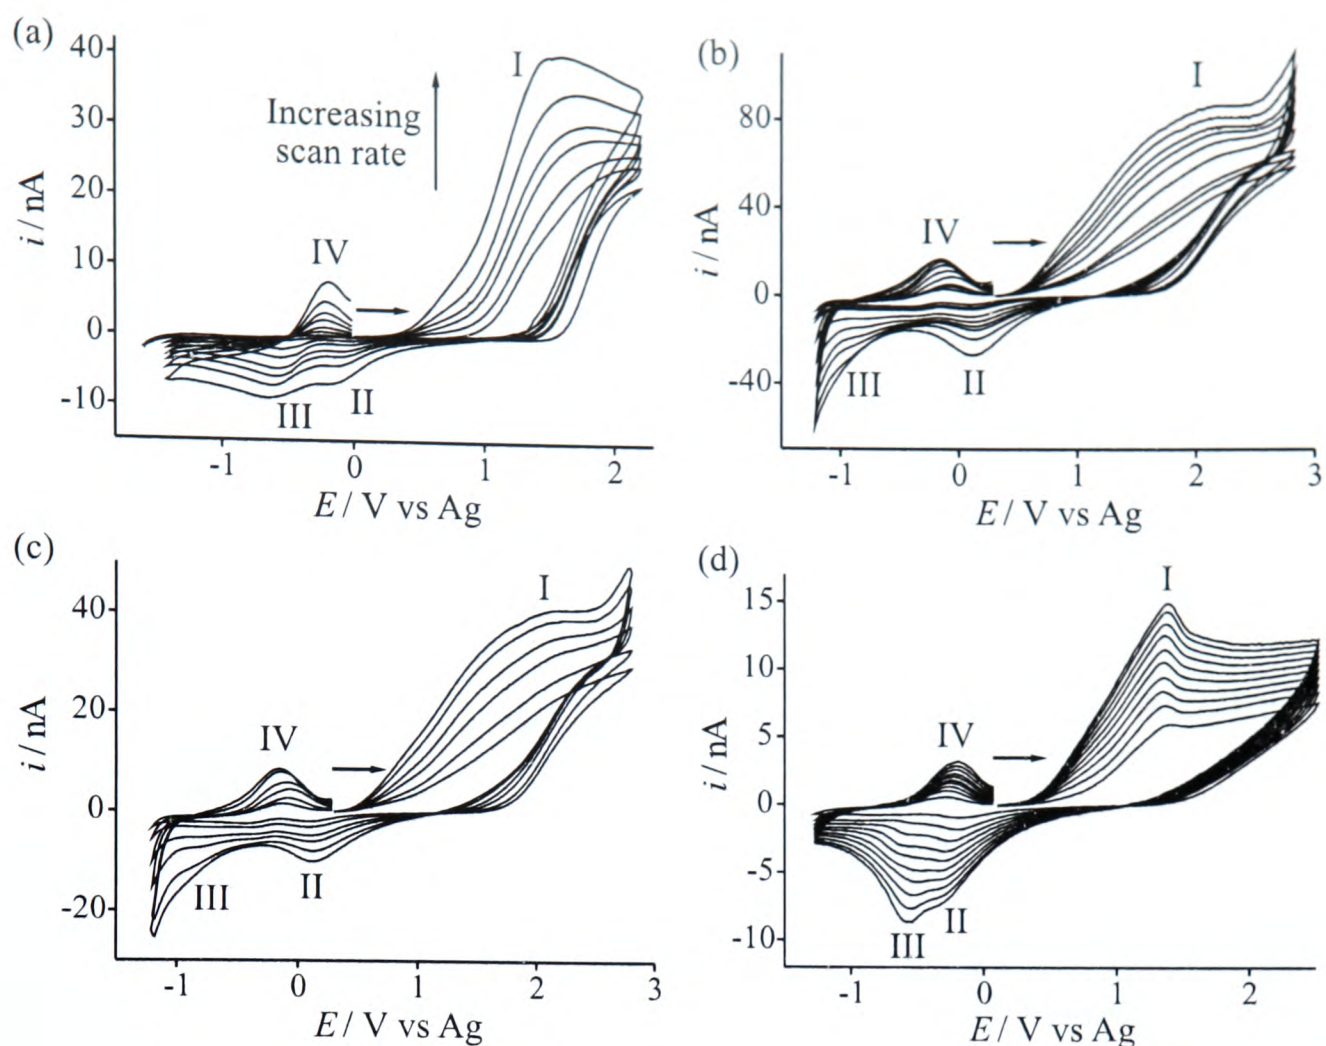 (a)
40
30
20
10
0
-10
i / nA
Increasing
scan rate
I
II
III
IV
-1
0
1
2
E / V vs Ag
(b)
80
40
0
-40
i / nA
I
II
III
IV
-1
0
1
2
3
E / V vs Ag
(c)
40
20
0
-20
i / nA
I
II
III
IV
-1
0
1
2
3
E / V vs Ag
(d)
15
10
5
0
-5
-10
i / nA
I
II
III
IV
-1
0
1
2
E / V vs Ag